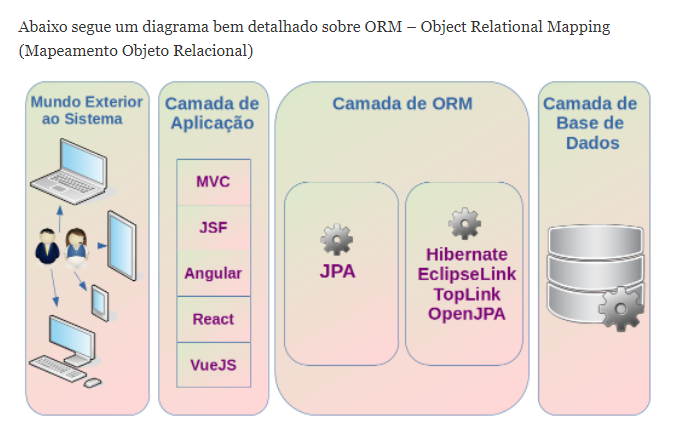 Abaixo segue um diagrama bem detalhado sobre ORM – Object Relational Mapping
(Mapeamento Objeto Relacional)
Mundo Exterior
ao Sistema
Camada de
Aplicação
MVC
JSF
Angular
React
VueJS
Camada de ORM
JPA
Hibernate
EclipseLink
TopLink
OpenJPA
Camada de
Base de
Dados